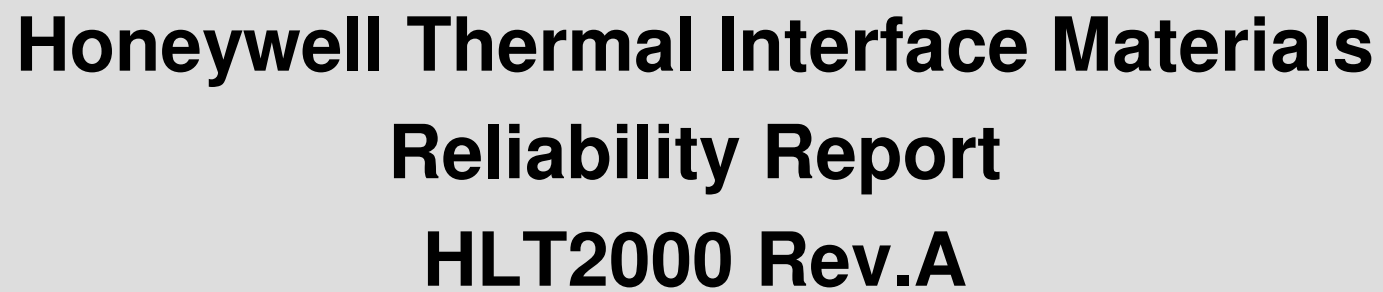 Honeywell Thermal Interface Materials
Reliability Report
HLT2000 Rev.A